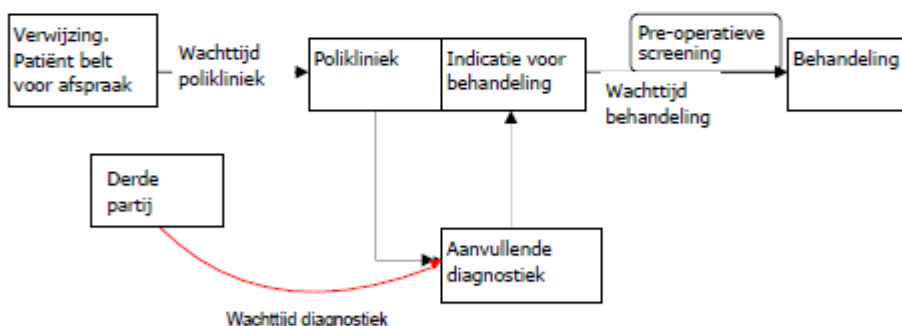 Verwijzing.
Patiënt belt
voor afspraak
Wachttijd
polikliniek
Polikliniek
Indicatie voor
behandeling
Pre-operatieve
screening
Wachttijd
behandeling
Behandeling
Derde
partij
Aanvullende
diagnostiek
Wachttijd diagnostiek